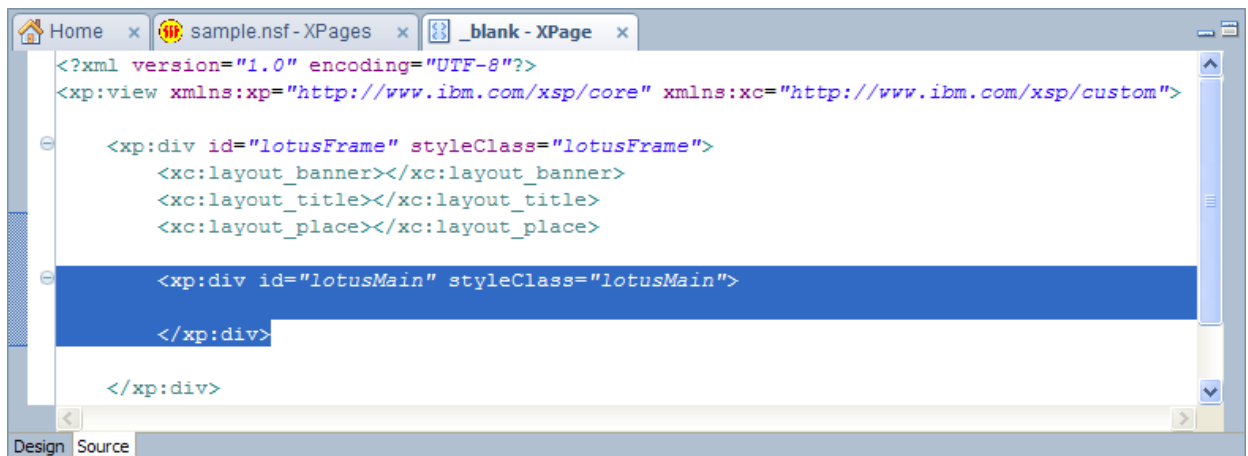 Home sample.nsf - XPages _blank - XPage
<?xml version="1.0" encoding="UTF-8"?>
<xp:view xmlns:xp="http://www.ibm.com/xsp/core" xmlns:xc="http://www.ibm.com/xsp/custom">
<xp:div id="lotusFrame" styleClass="lotusFrame">
<xc:layout_banner></xc:layout_banner>
<xc:layout_title></xc:layout_title>
<xc:layout_place></xc:layout_place>
<xp:div id="lotusMain" styleClass="lotusMain">
</xp:div>
</xp:div>
Design Source